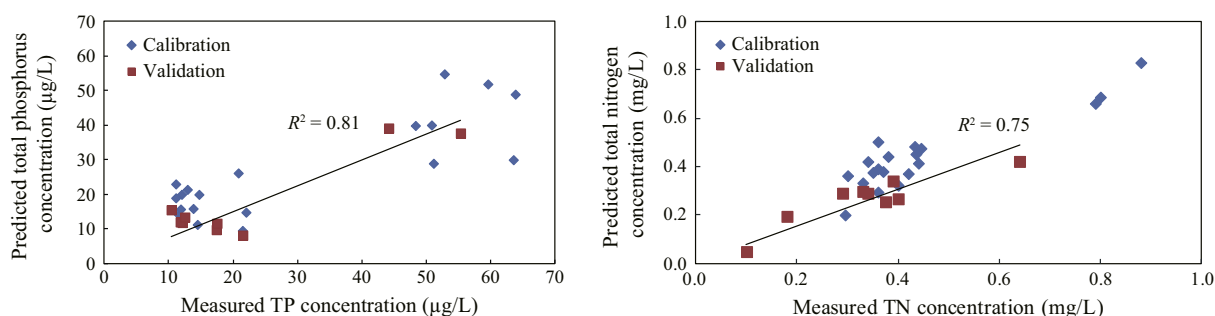 Predicted total phosphorus
concentration (µg/L)
70
60
50
40
30
20
10
0
Calibration
Validation
R² = 0.81
0 10 20 30 40 50 60 70
Measured TP concentration (µg/L)
Predicted total nitrogen
concentration (mg/L)
1.0
0.8
0.6
0.4
0.2
0.0
Calibration
Validation
R² = 0.75
0.0 0.2 0.4 0.6 0.8 1.0
Measured TN concentration (mg/L)